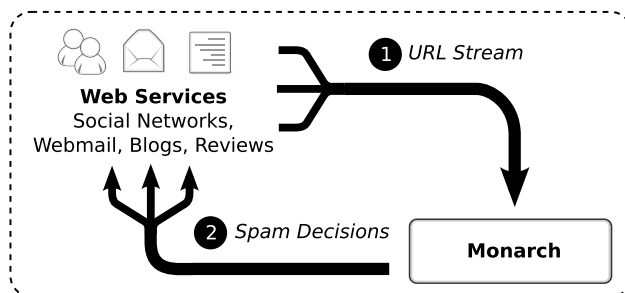 1 URL Stream
Web Services
Social Networks,
Webmail, Blogs, Reviews
2 Spam Decisions
Monarch